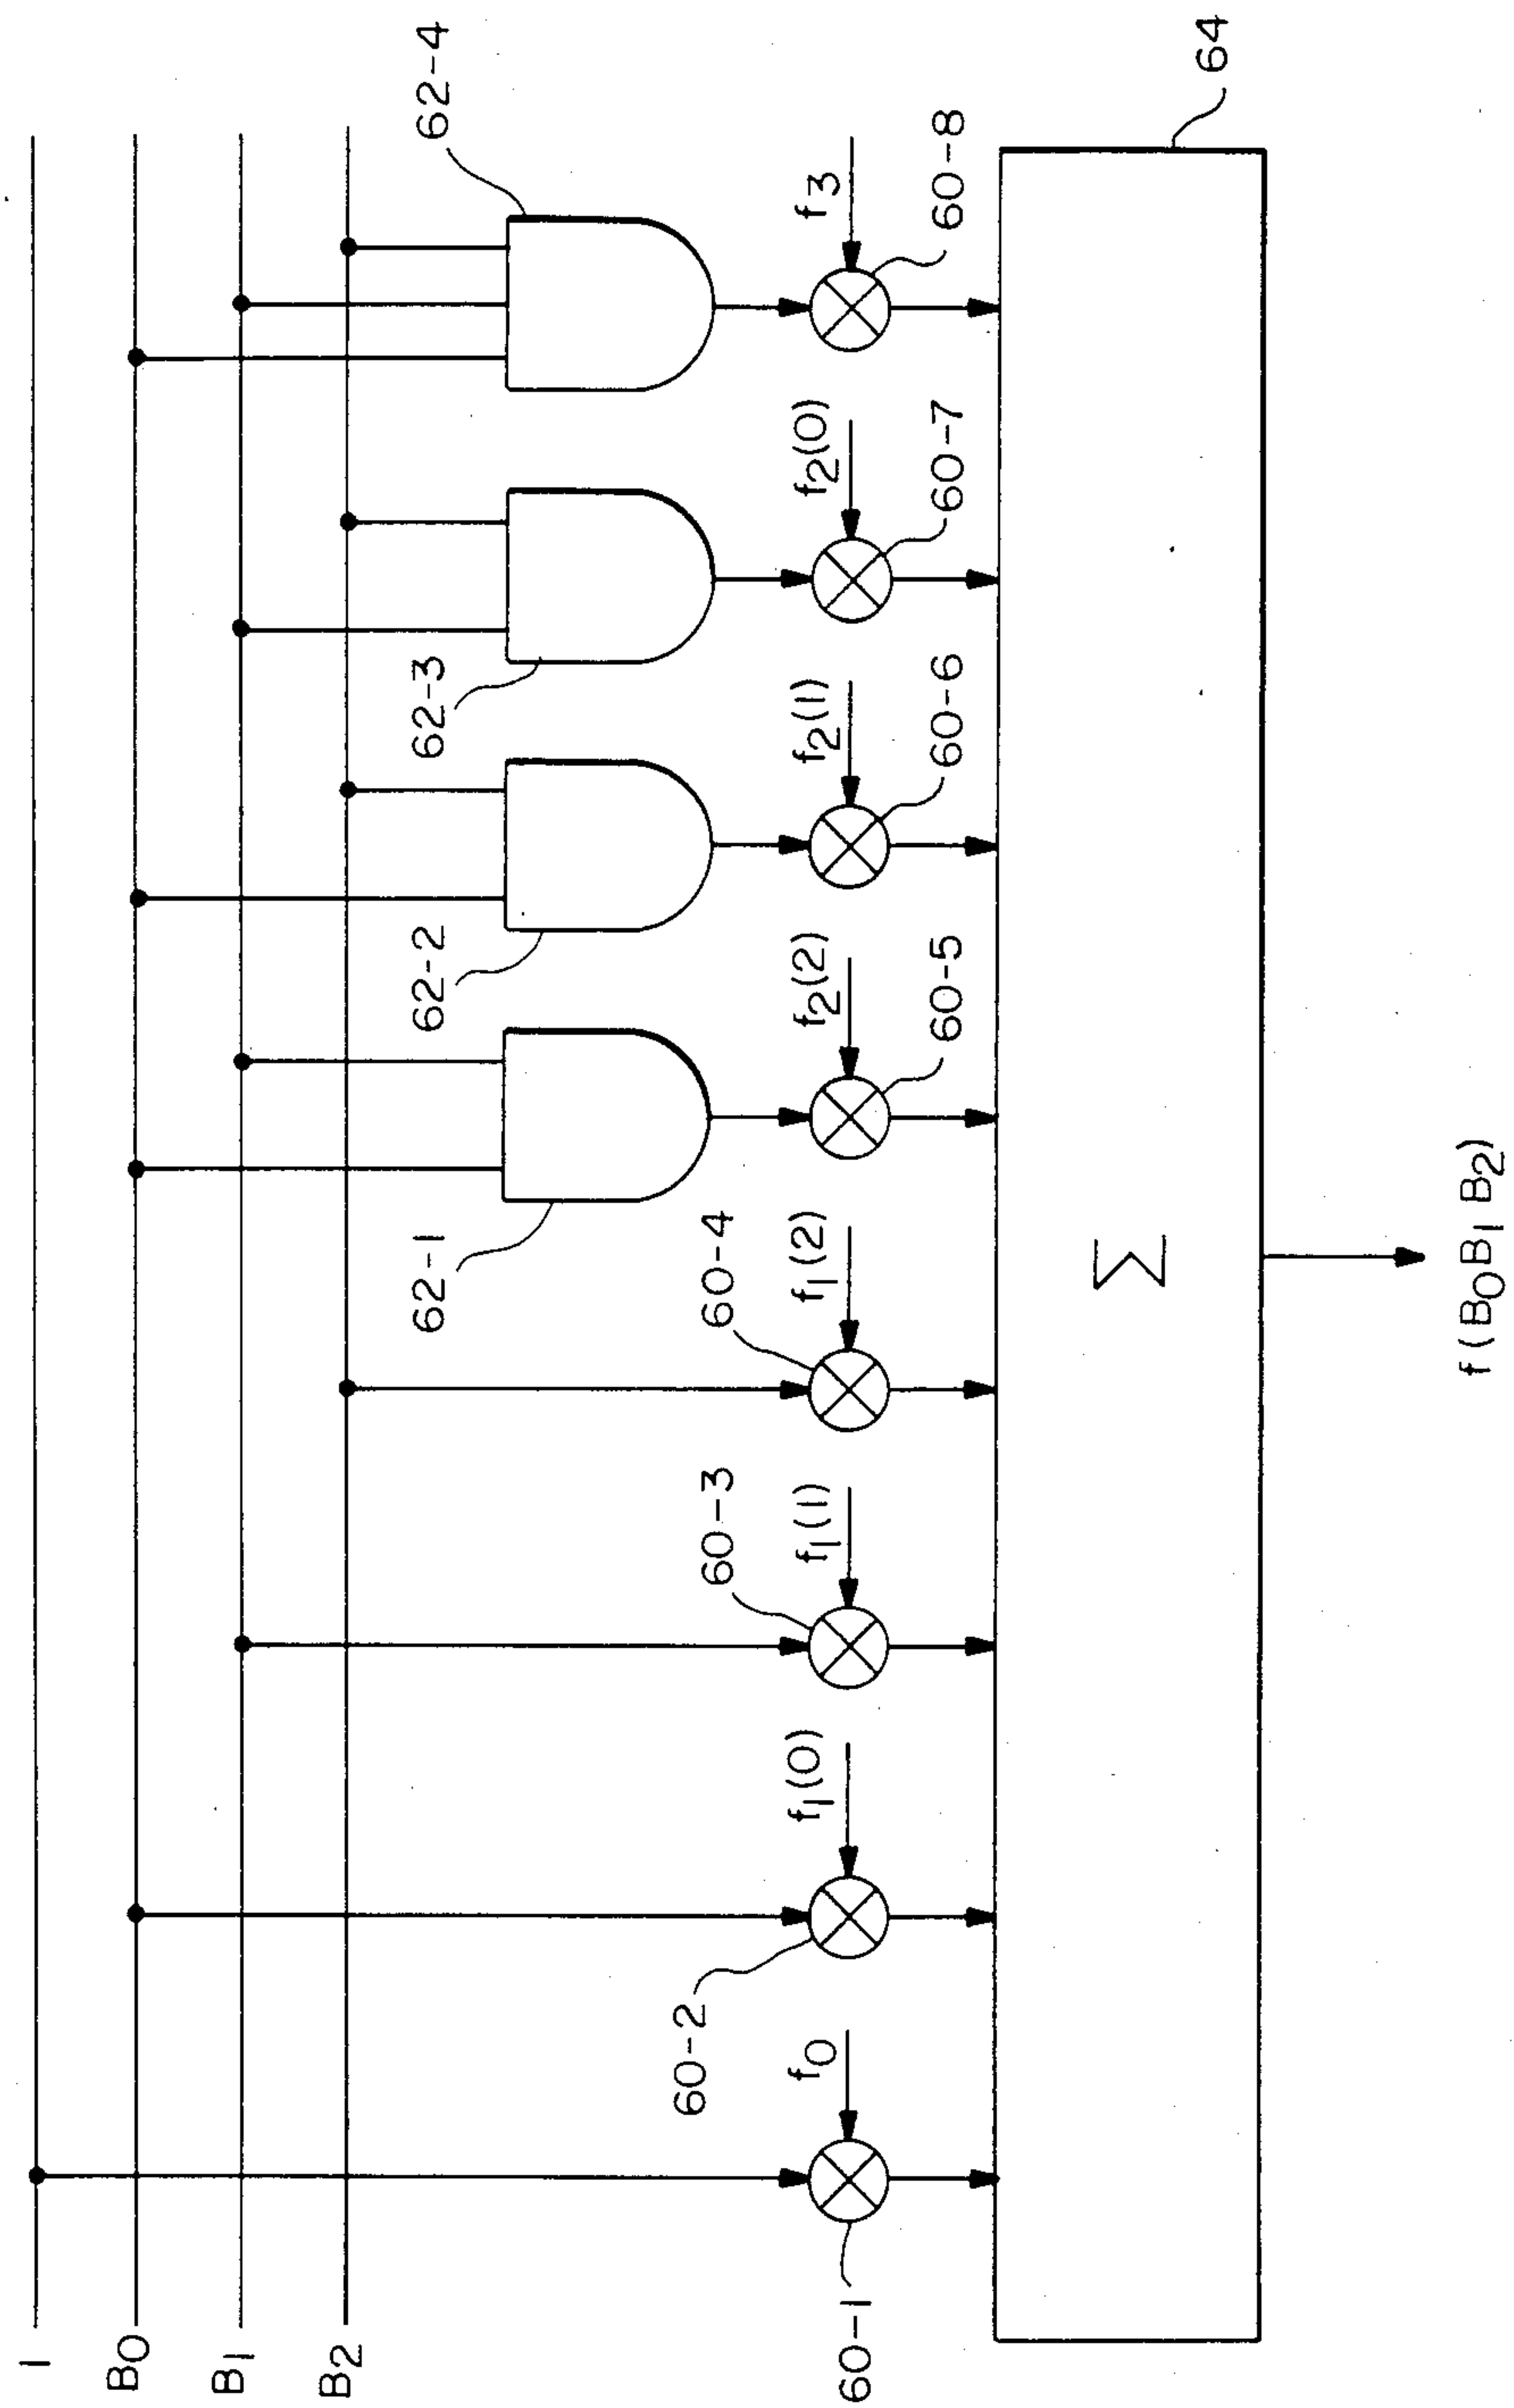 1
B0
B1
B2
62-4
62-3
62-2
62-1
60-4
60-3
60-2
60-1
f0
f1(0)
f1(1)
f1(2)
f2(2)
f2(1)
f2(0)
f3
60-5
60-6
60-7
60-8
Σ
64
f(B0B1B2)